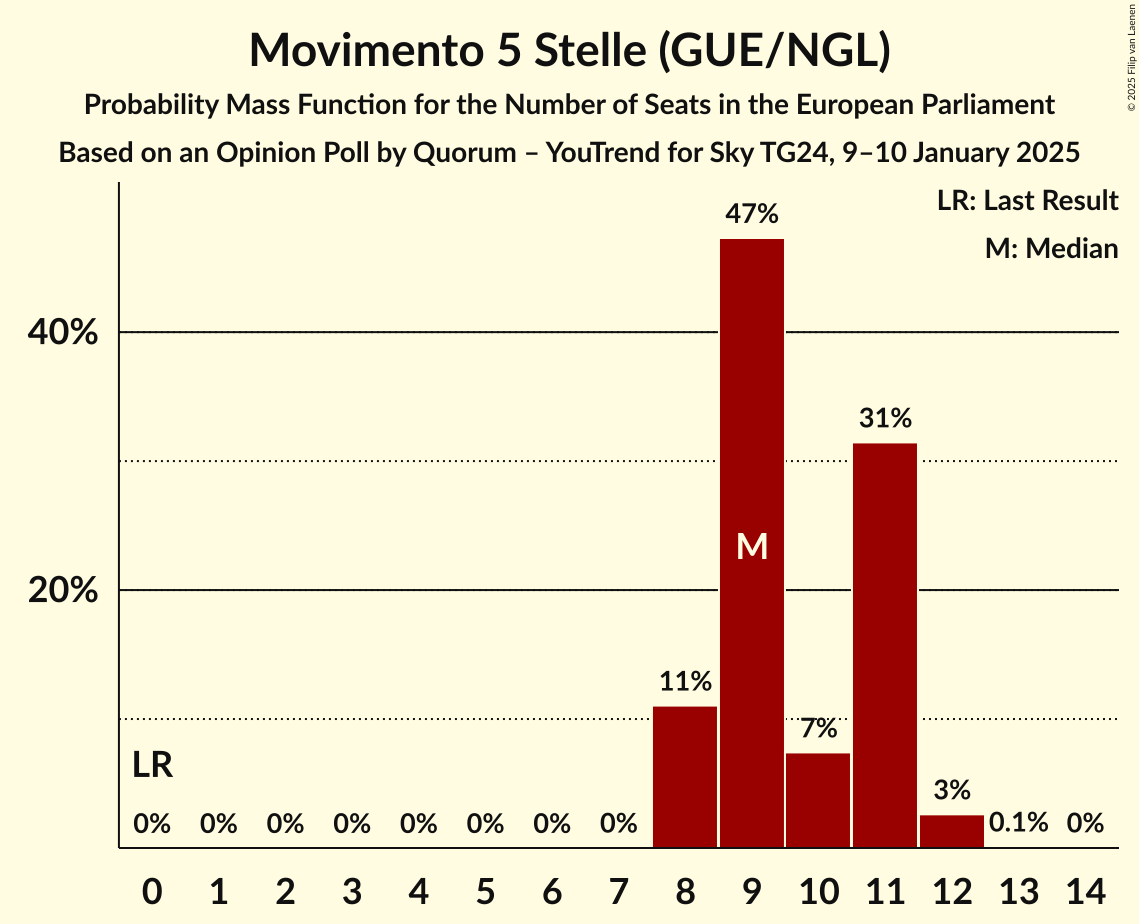 Movimento 5 Stelle (GUE/NGL)
Probability Mass Function for the Number of Seats in the European Parliament
Based on an Opinion Poll by Quorum – YouTrend for Sky TG24, 9–10 January 2025
© 2025 Filip van Laenen
LR: Last Result
M: Median
47%
40%
31%
M
20%
11%
7%
LR
3%
0% 0% 0% 0% 0% 0% 0% 0% 0.1% 0%
0 1 2 3 4 5 6 7 8 9 10 11 12 13 14